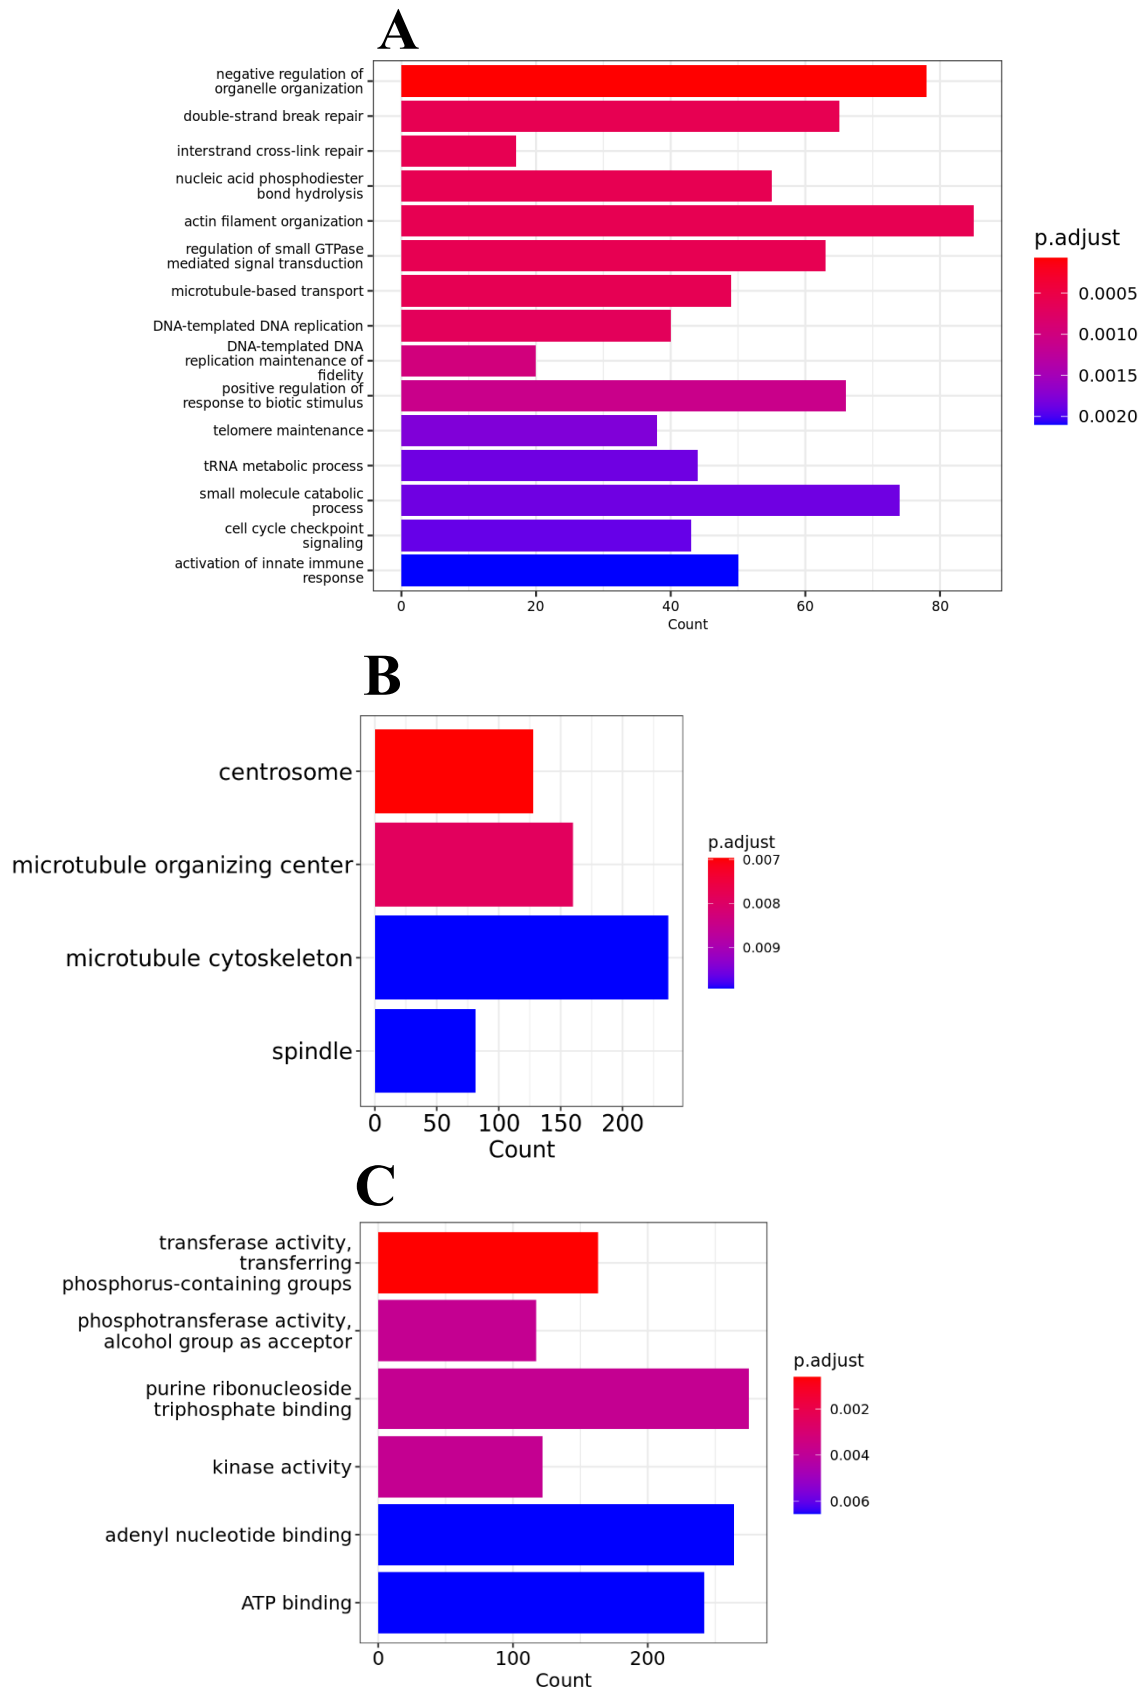 A
negative regulation of
organelle organization
double-strand break repair
interstrand cross-link repair
nucleic acid phosphodiester
bond hydrolysis
actin filament organization
regulation of small GTPase
mediated signal transduction
microtubule-based transport
DNA-templated DNA replication
DNA-templated DNA
replication maintenance of
fidelity
positive regulation of
response to biotic stimulus
telomere maintenance
tRNA metabolic process
small molecule catabolic
process
cell cycle checkpoint
signaling
activation of innate immune
response
0 20 40 60 80
Count
p.adjust
0.0005
0.0010
0.0015
0.0020
B
centrosome
microtubule organizing center
microtubule cytoskeleton
spindle
0 50 100 150 200
Count
p.adjust
0.007
0.008
0.009
C
transferase activity,
transferring
phosphorus-containing groups
phosphotransferase activity,
alcohol group as acceptor
purine ribonucleoside
triphosphate binding
kinase activity
adenyl nucleotide binding
ATP binding
0 100 200
Count
p.adjust
0.002
0.004
0.006